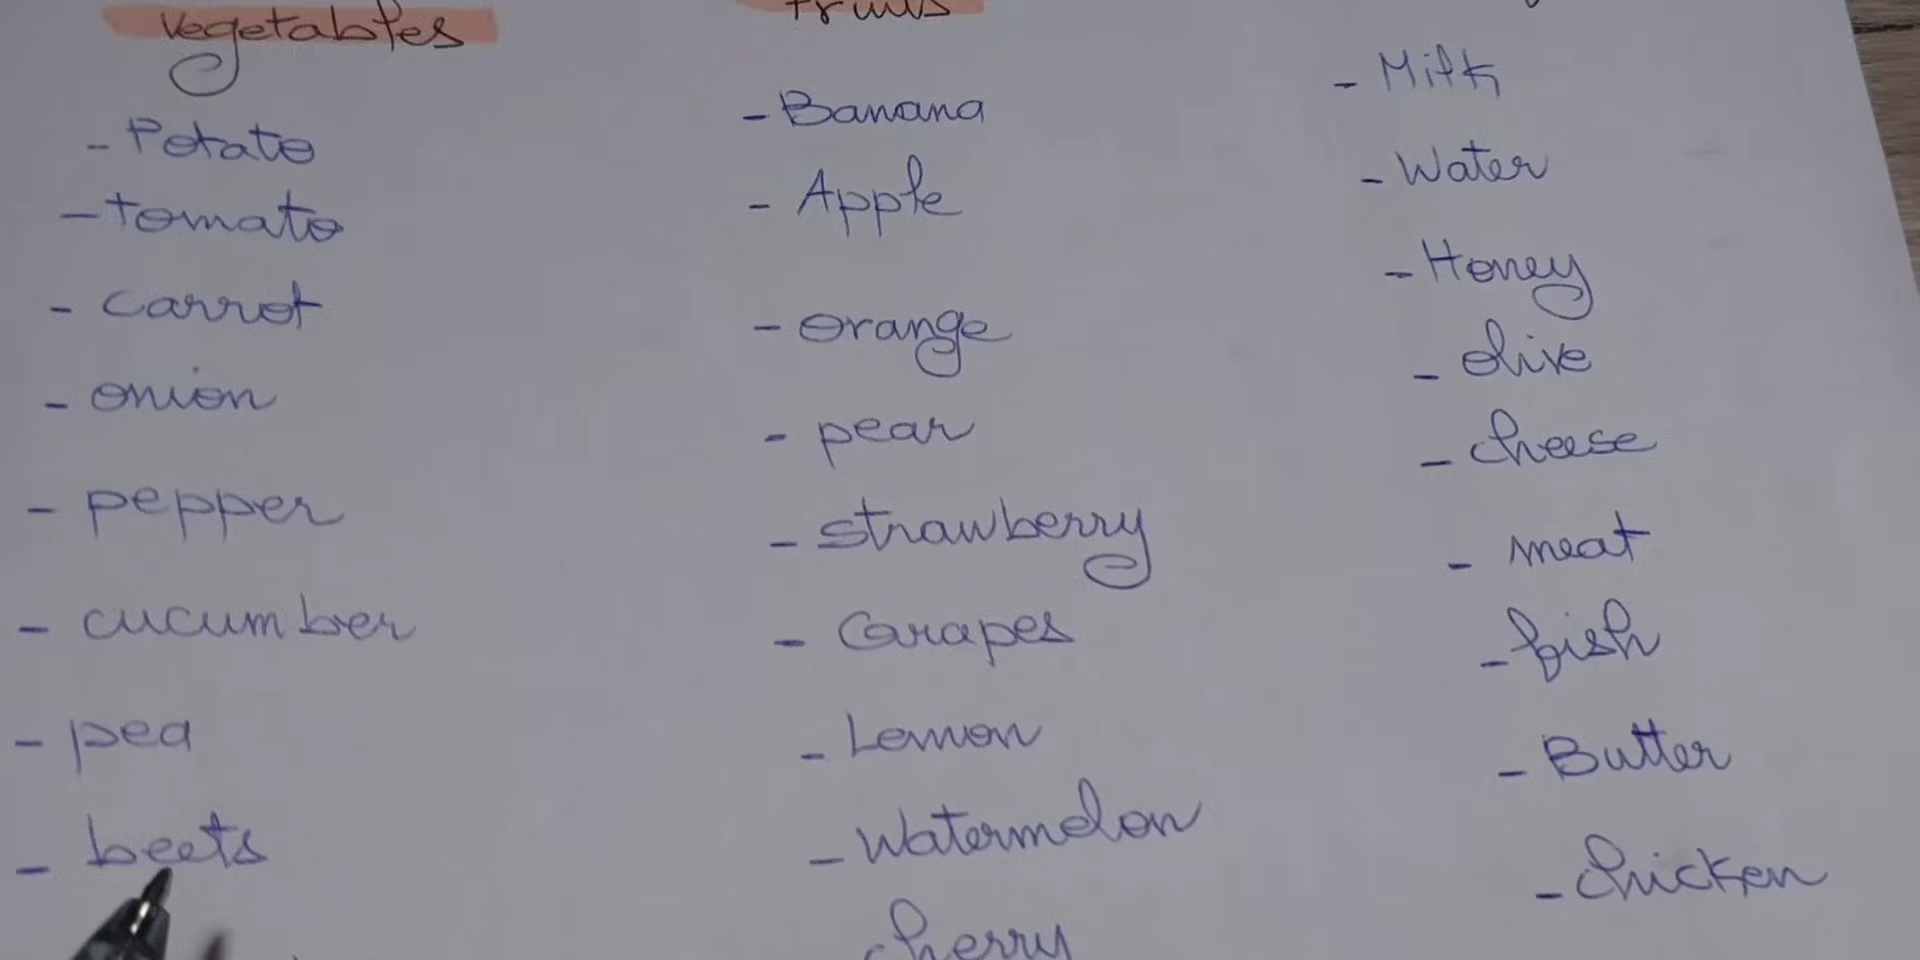 vegetables
- Potato
- tomato
- carrot
- onion
- pepper
- cucumber
- pea
- beets
fruits
- Banana
- Apple
- orange
- pear
- strawberry
- Grapes
- Lemon
- Watermelon
cherry
- Milk
- Water
- Honey
- olive
- cheese
- meat
- fish
- Butter
- chicken